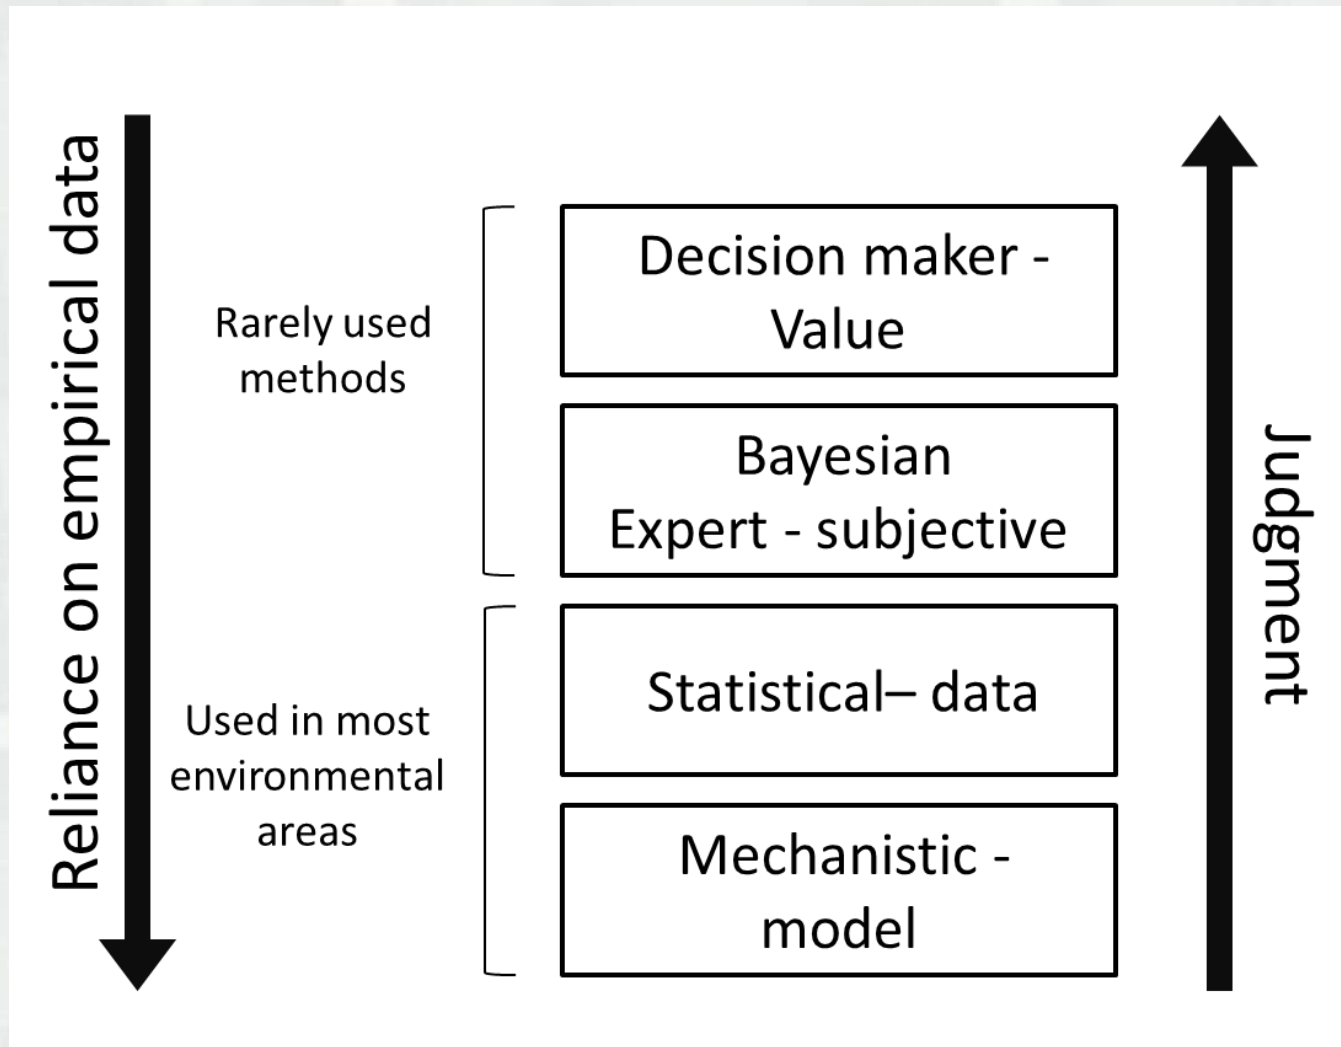 Reliance on empirical data
Rarely used
methods
Used in most
environmental
areas
Decision maker -
Value
Bayesian
Expert - subjective
Statistical– data
Mechanistic -
model
Judgment